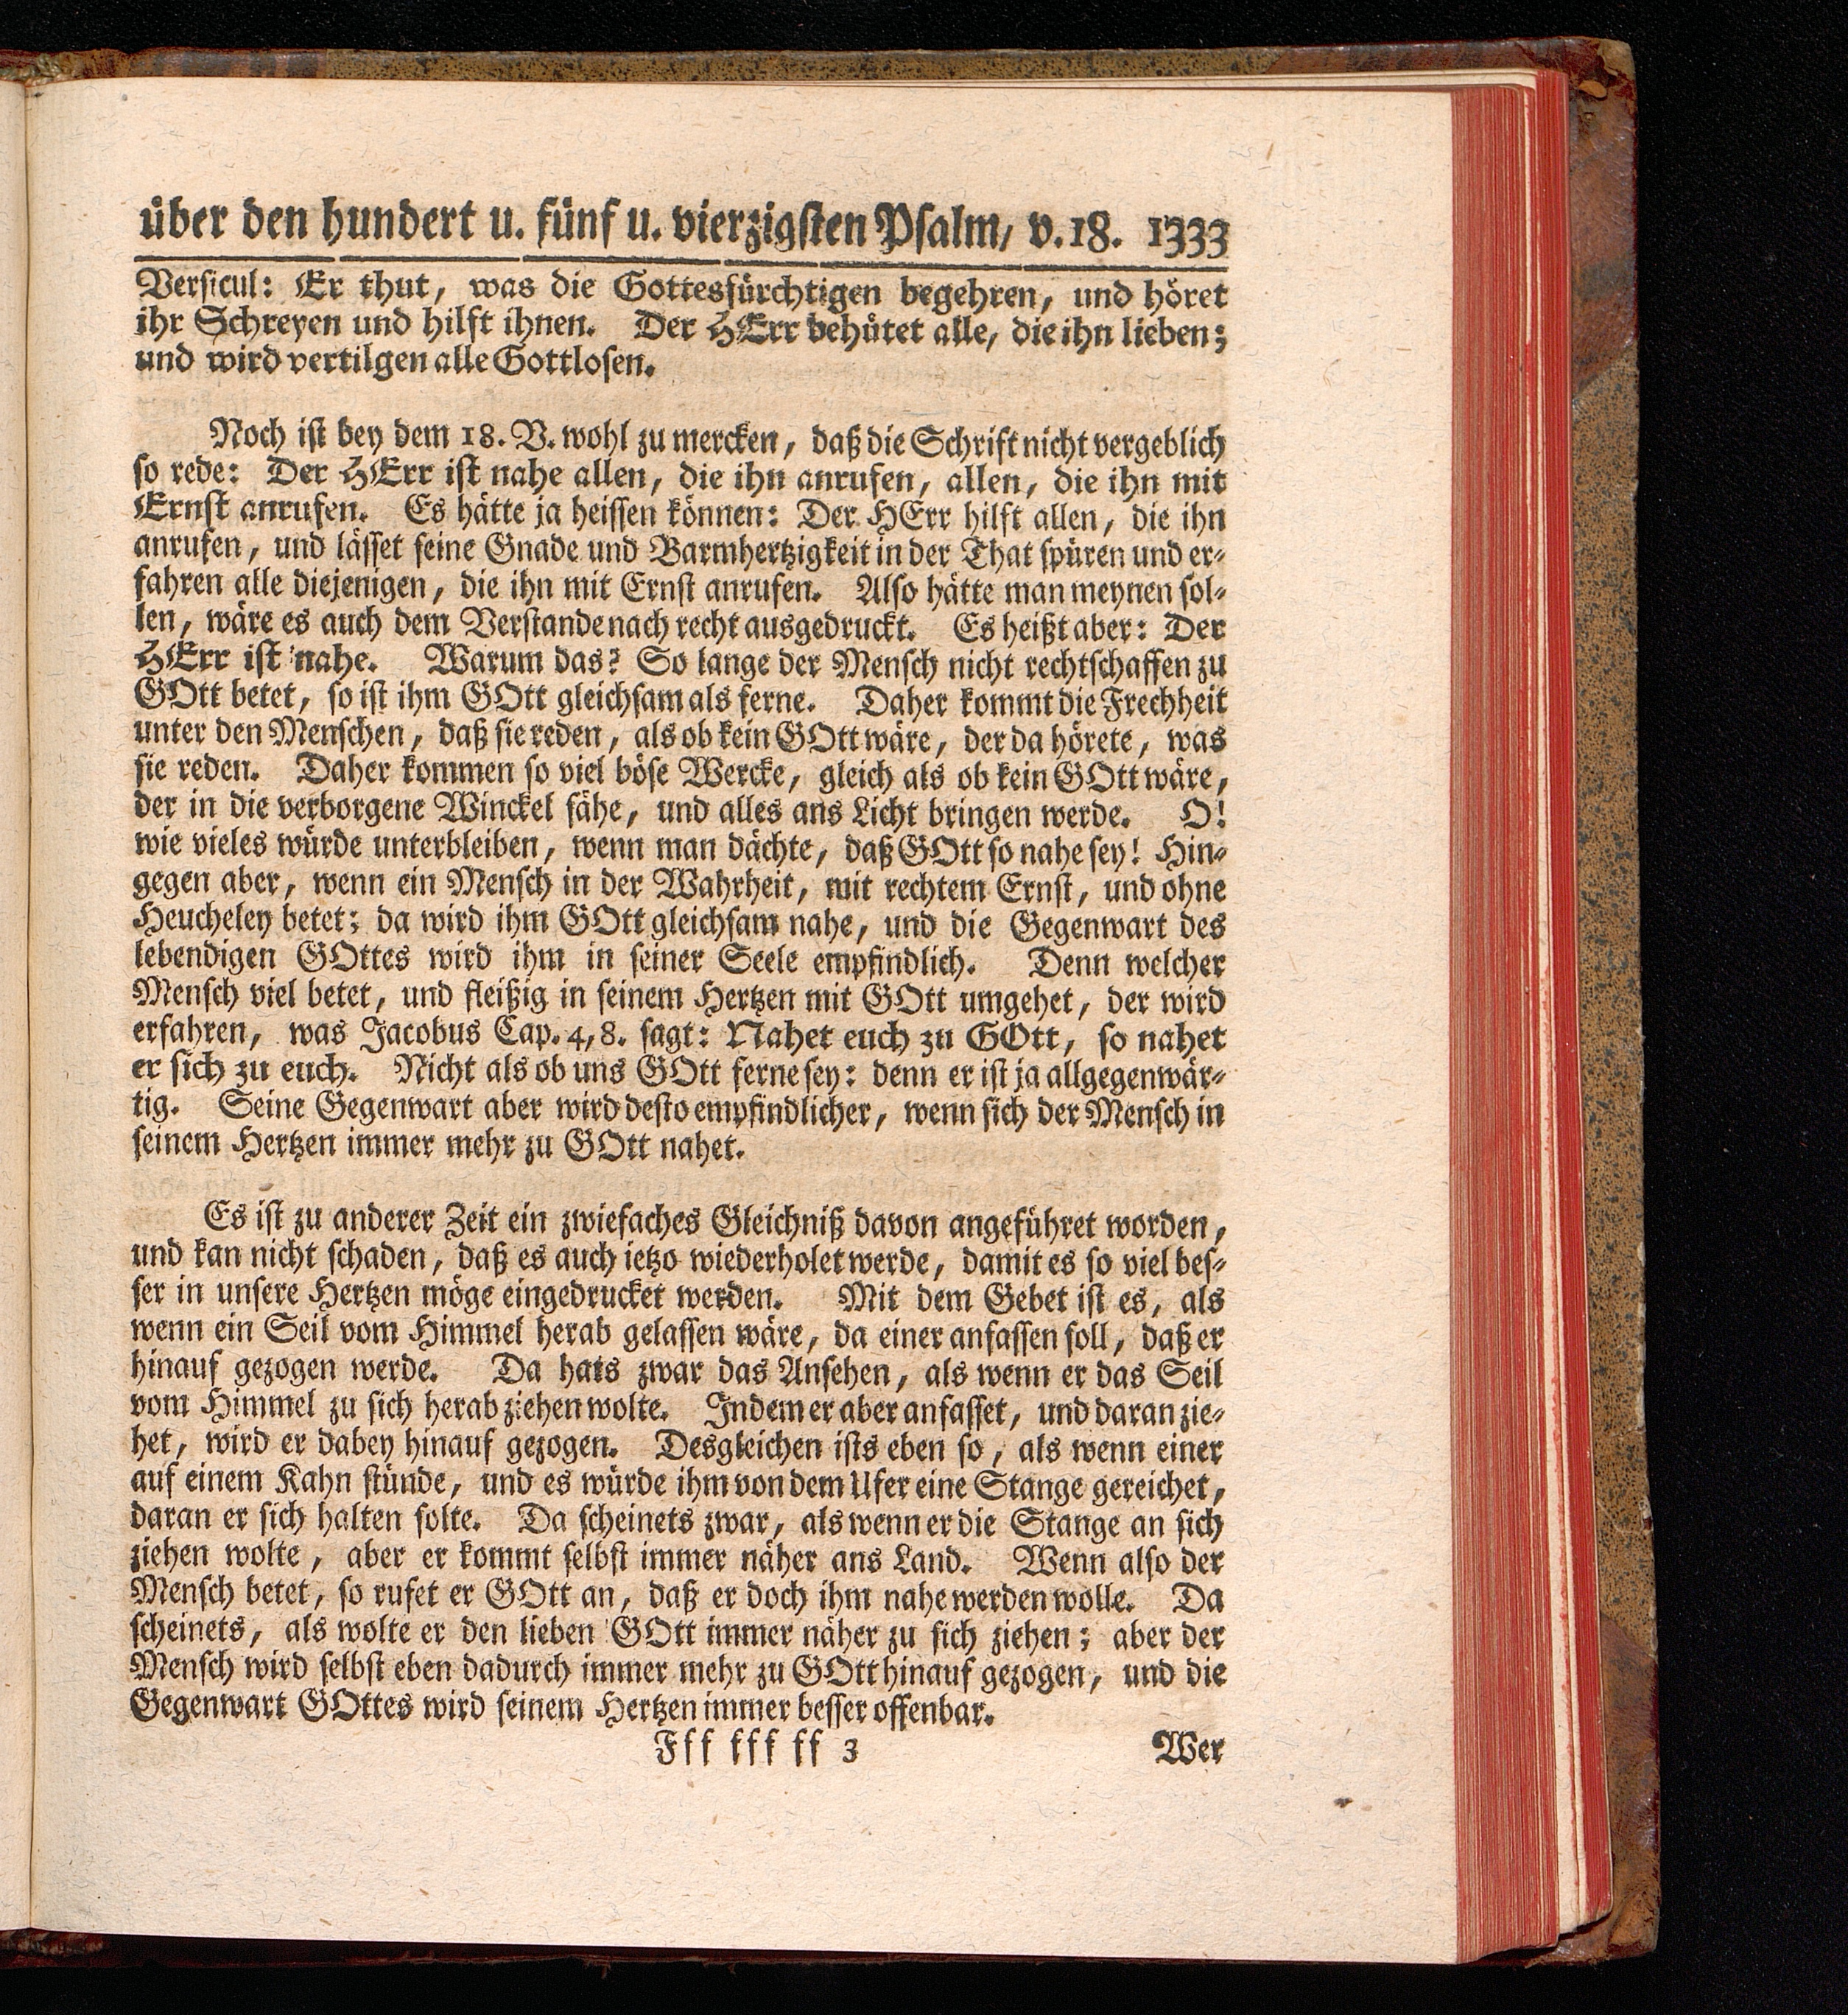 über den hundert u. fünf u. vierzigsten Psalm, v.18. 1333
Versicul: Er thut, was die Gottesfürchtigen begehren, und höret
ihr Schreyen und hilft ihnen. Der HErr behütet alle, die ihn lieben;
und wird vertilgen alle Gottlosen.
Noch ist bey dem 18. V. wohl zu mercken, daß die Schrift nicht vergeblich
so rede: Der HErr ist nahe allen, die ihn anrufen, allen, die ihn mit
Ernst anrufen. Es hätte ja heissen können: Der HErr hilft allen, die ihn
anrufen, und lässet seine Gnade und Barmhertzigkeit in der That spüren und er-
fahren alle diejenigen, die ihn mit Ernst anrufen. Also hätte man meynen sol-
len, wäre es auch dem Verstande nach recht ausgedruckt. Es heißt aber: Der
HErr ist nahe. Warum das? So lange der Mensch nicht rechtschaffen zu
GOtt betet, so ist ihm GOtt gleichsam als ferne. Daher kommt die Frechheit
unter den Menschen, daß sie reden, als ob kein GOtt wäre, der da hörete, was
sie reden. Daher kommen so viel böse Wercke, gleich als ob kein GOtt wäre,
der in die verborgene Winckel sähe, und alles ans Licht bringen werde. O!
wie vieles würde unterbleiben, wenn man dächte, daß GOtt so nahe sey! Hin-
gegen aber, wenn ein Mensch in der Wahrheit, mit rechtem Ernst, und ohne
Heucheley betet; da wird ihm GOtt gleichsam nahe, und die Gegenwart des
lebendigen GOttes wird ihm in seiner Seele empfindlich. Denn welcher
Mensch viel betet, und fleißig in seinem Hertzen mit GOtt umgehet, der wird
erfahren, was Jacobus Cap. 4, 8. sagt: Nahet euch zu GOtt, so nahet
er sich zu euch. Nicht als ob uns GOtt ferne sey: denn er ist ja allgegenwär-
tig. Seine Gegenwart aber wird desto empfindlicher, wenn sich der Mensch in
seinem Hertzen immer mehr zu GOtt nahet.
Es ist zu anderer Zeit ein zwiefaches Gleichniß davon angeführet worden,
und kan nicht schaden, daß es auch ietzo wiederholet werde, damit es so viel bes-
ser in unsere Hertzen möge eingedrucket werden. Mit dem Gebet ist es, als
wenn ein Seil vom Himmel herab gelassen wäre, da einer anfassen soll, daß er
hinauf gezogen werde. Da hats zwar das Ansehen, als wenn er das Seil
vom Himmel zu sich herab ziehen wolte. Indem er aber anfasset, und daran zie-
het, wird er dabey hinauf gezogen. Desgleichen ists eben so, als wenn einer
auf einem Kahn stünde, und es würde ihm von dem Ufer eine Stange gereichet,
daran er sich halten solte. Da scheinets zwar, als wenn er die Stange an sich
ziehen wolte, aber er kommt selbst immer näher ans Land. Wenn also der
Mensch betet, so rufet er GOtt an, daß er doch ihm nahe werden wolle. Da
scheinets, als wolte er den lieben GOtt immer näher zu sich ziehen; aber der
Mensch wird selbst eben dadurch immer mehr zu GOtt hinauf gezogen, und die
Gegenwart GOttes wird seinem Hertzen immer besser offenbar.
Fff fff ff 3 Wer